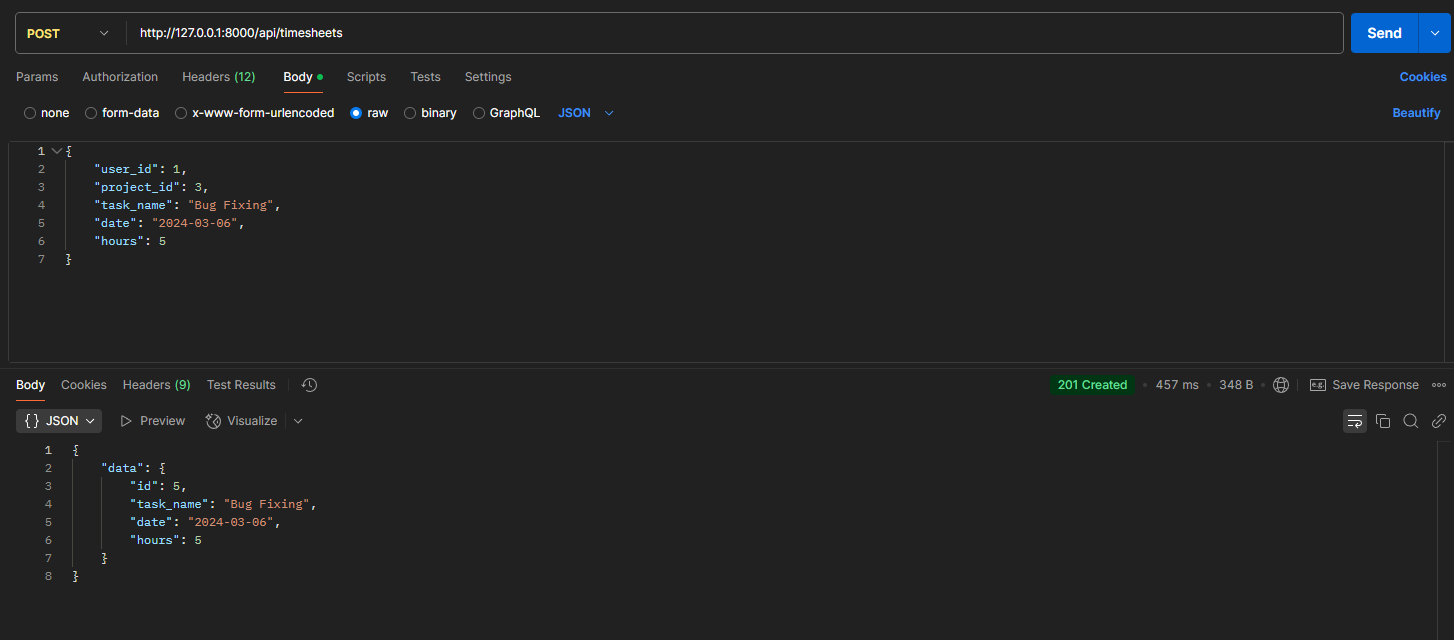 POST http://127.0.0.1:8000/api/timesheets Send
Params Authorization Headers (12) Body Scripts Tests Settings Cookies
none form-data x-www-form-urlencoded raw binary GraphQL JSON Beautify
1 {
2 "user_id": 1,
3 "project_id": 3,
4 "task_name": "Bug Fixing",
5 "date": "2024-03-06",
6 "hours": 5
7 }
Body Cookies Headers (9) Test Results 201 Created • 457 ms • 348 B • e.g. Save Response
{} JSON Preview Visualize
1 {
2 "data": {
3 "id": 5,
4 "task_name": "Bug Fixing",
5 "date": "2024-03-06",
6 "hours": 5
7 }
8 }